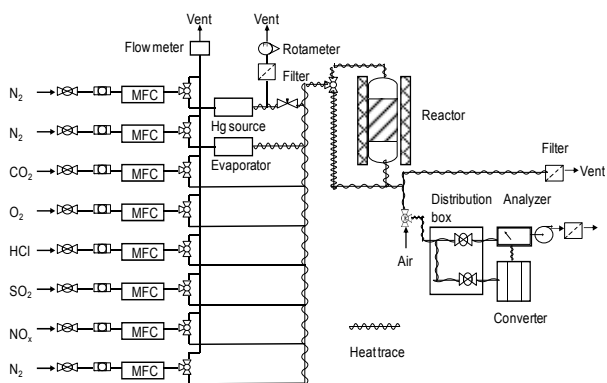 Vent
Vent
Flow meter
Rotameter
Filter
N₂
MFC
Hg source
N₂
MFC
Evaporator
Reactor
CO₂
MFC
Filter
Vent
O₂
MFC
Distribution box
Analyzer
HCl
MFC
Air
SO₂
MFC
Converter
NOₓ
MFC
Heat trace
N₂
MFC